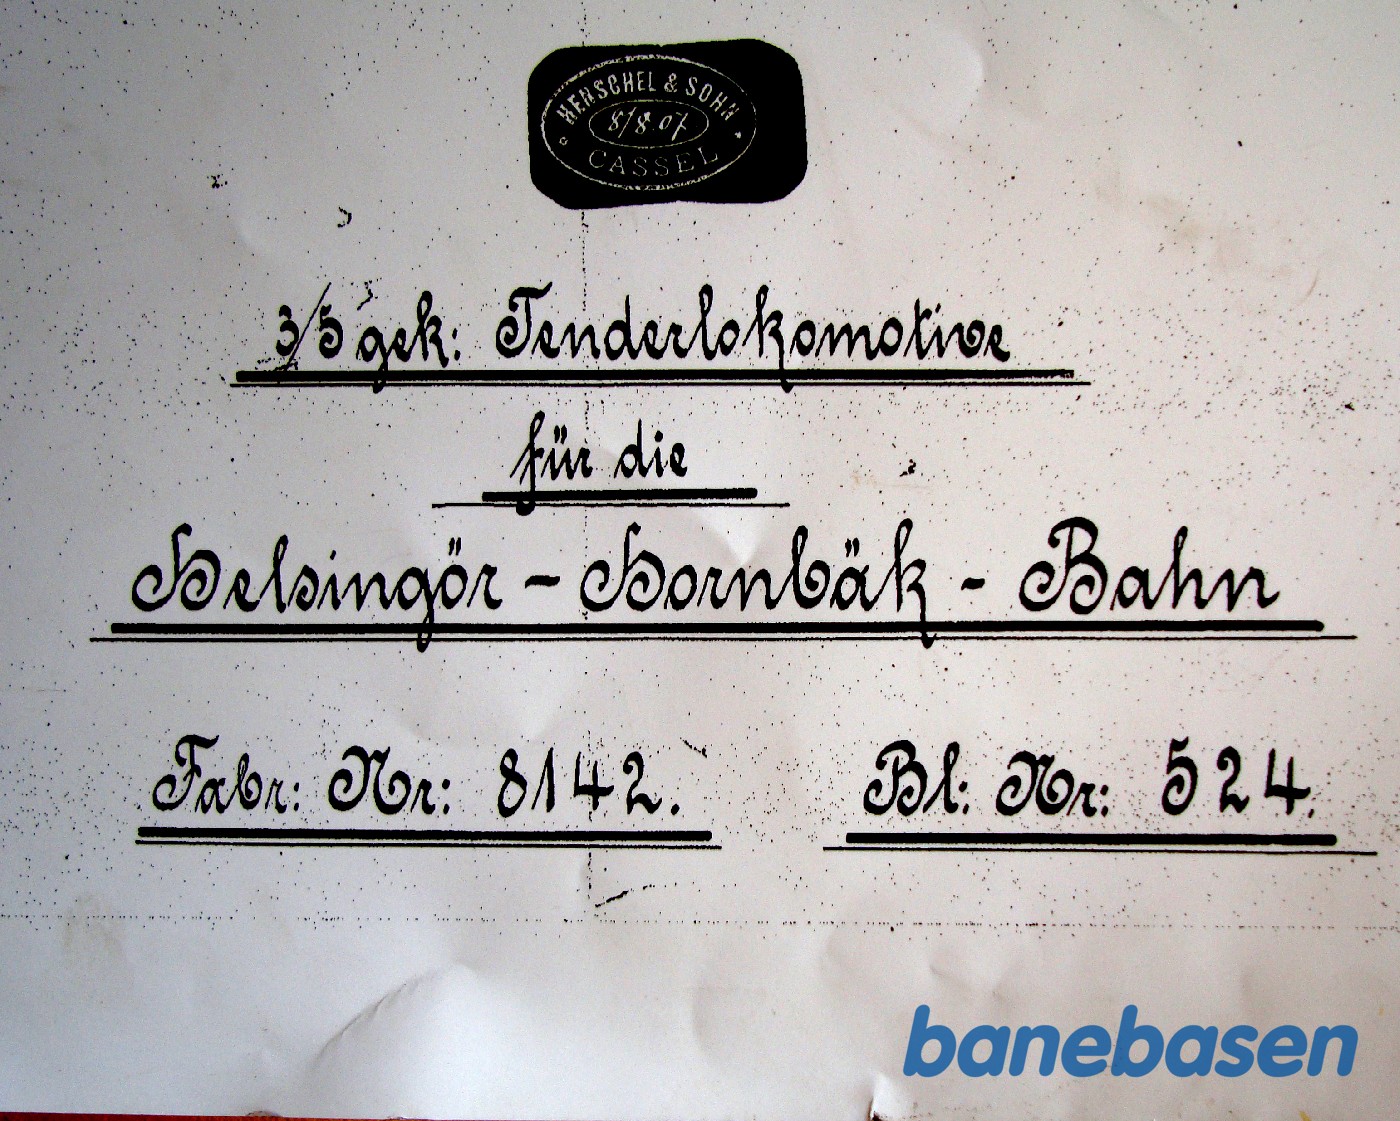 HENSCHEL & SOHN
8/8.07
CASSEL
3/5 gek: Tenderlokomotive
für die
Helsingör - Hornbäk - Bahn
Fabr: Nr: 8142. Bl: Nr: 524.
banebasen